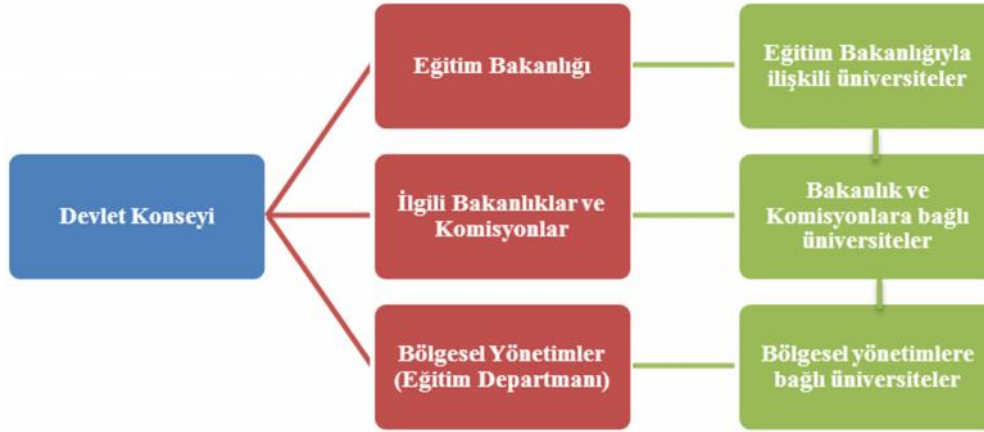 Devlet Konseyi
Eğitim Bakanlığı
İlgili Bakanlıklar ve
Komisyonlar
Bölgesel Yönetimler
(Eğitim Departmanı)
Eğitim Bakanlığıyla
ilişkili üniversiteler
Bakanlık ve
Komisyonlara bağlı
üniversiteler
Bölgesel yönetimlere
bağlı üniversiteler